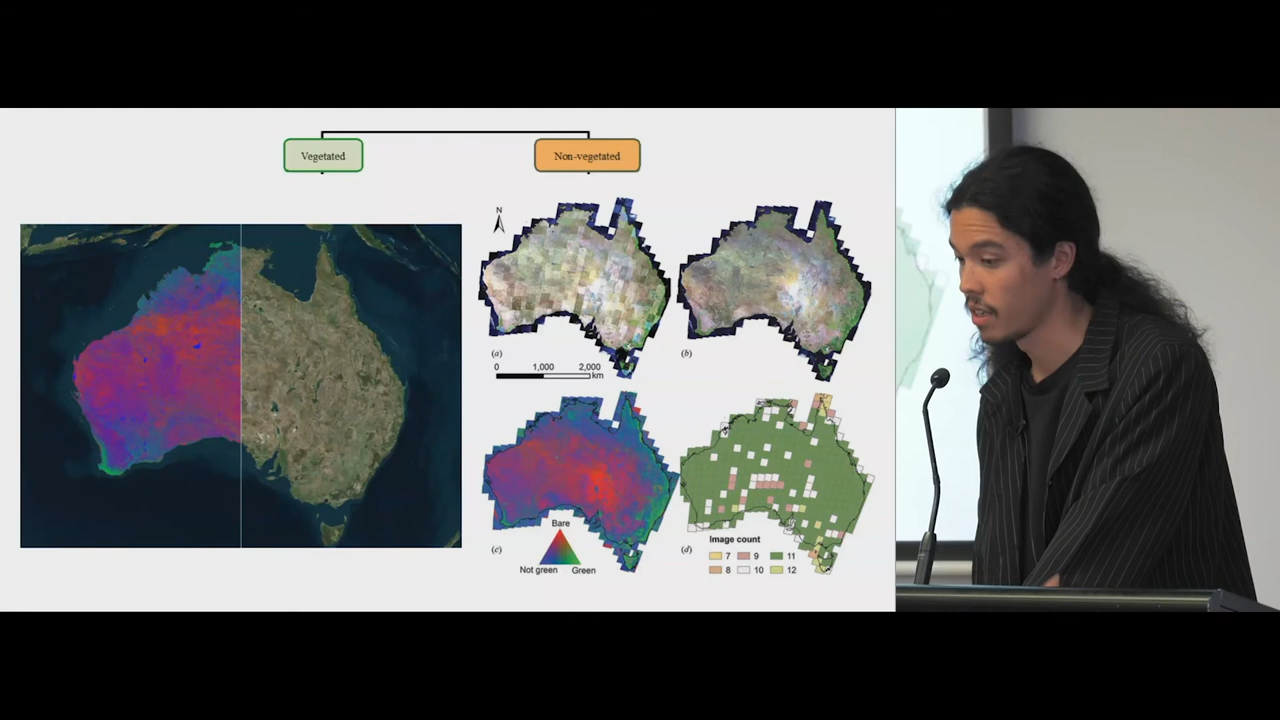 Vegetated
Non-vegetated
N
(a)
(b)
0 1,000 2,000
km
Bare
(c)
Not green Green
(d)
Image count
7 9 11
8 10 12